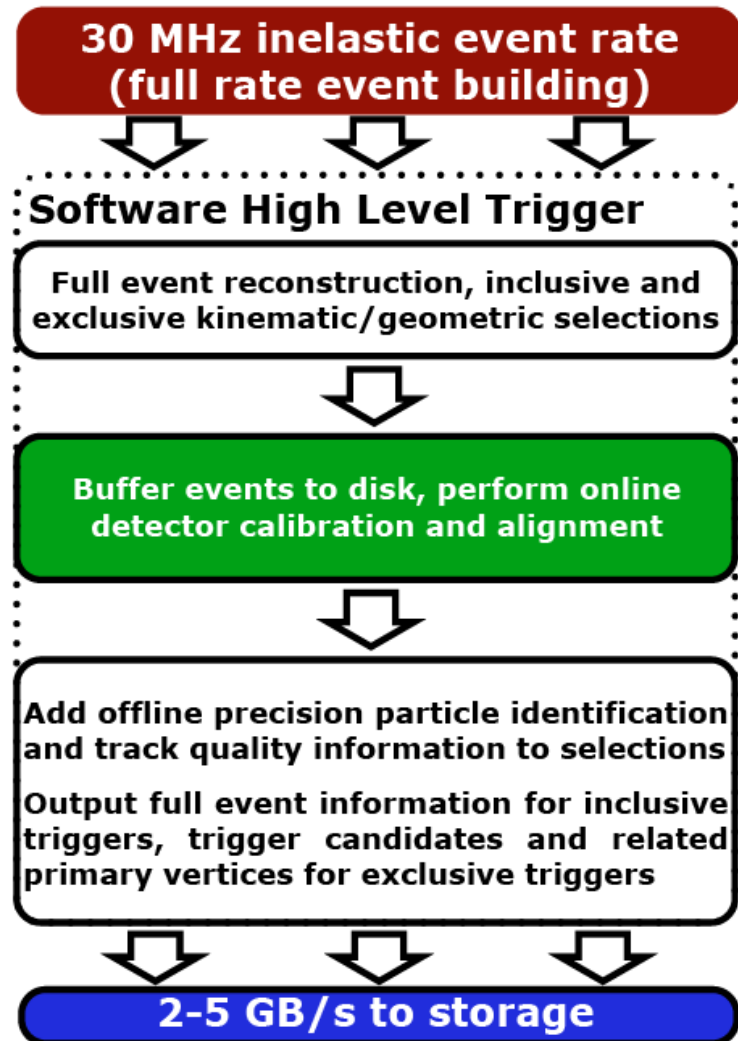 30 MHz inelastic event rate
(full rate event building)
Software High Level Trigger
Full event reconstruction, inclusive and
exclusive kinematic/geometric selections
Buffer events to disk, perform online
detector calibration and alignment
Add offline precision particle identification
and track quality information to selections
Output full event information for inclusive
triggers, trigger candidates and related
primary vertices for exclusive triggers
2-5 GB/s to storage